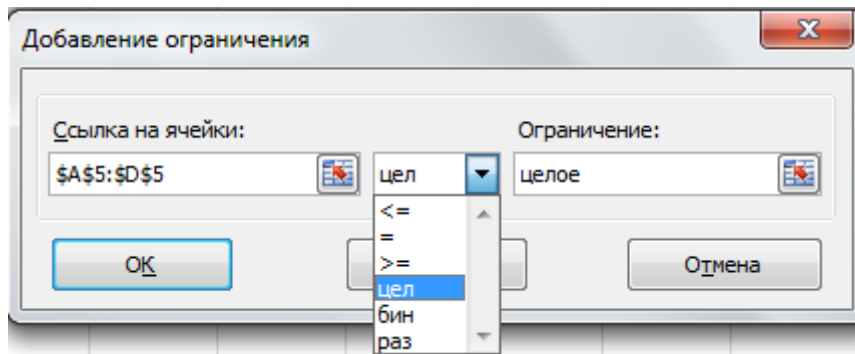 Добавление ограничения
Ссылка на ячейки: Ограничение:
$A$5:$D$5 цел целое
<=
=
>=
цел
бин
раз
ОК Отмена